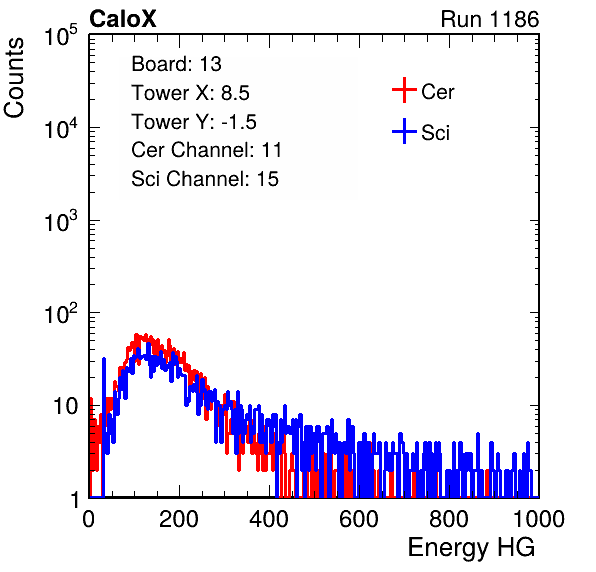 CaloX Run 1186
Counts
Board: 13
Tower X: 8.5
Tower Y: -1.5
Cer Channel: 11
Sci Channel: 15
Cer
Sci
10^5
10^4
10^3
10^2
10
1
0 200 400 600 800 1000
Energy HG